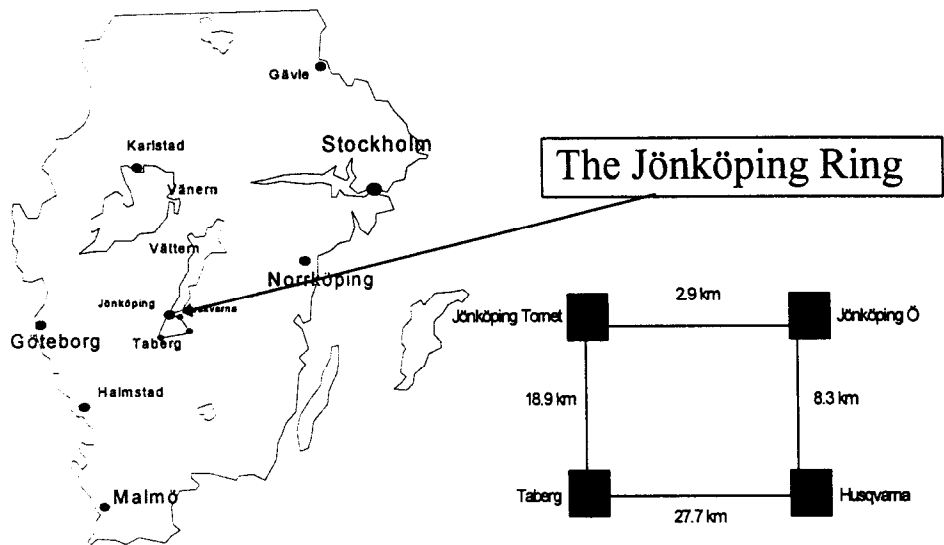 Gävle
Karlstad
Stockholm
The Jönköping Ring
Vänern
Vättern
Norrköping
Jönköping
Göteborg
Taberg
Halmstad
Malmö
2.9 km
Jönköping Tornet
Jönköping Ö
18.9 km
8.3 km
Taberg
Husqvarna
27.7 km